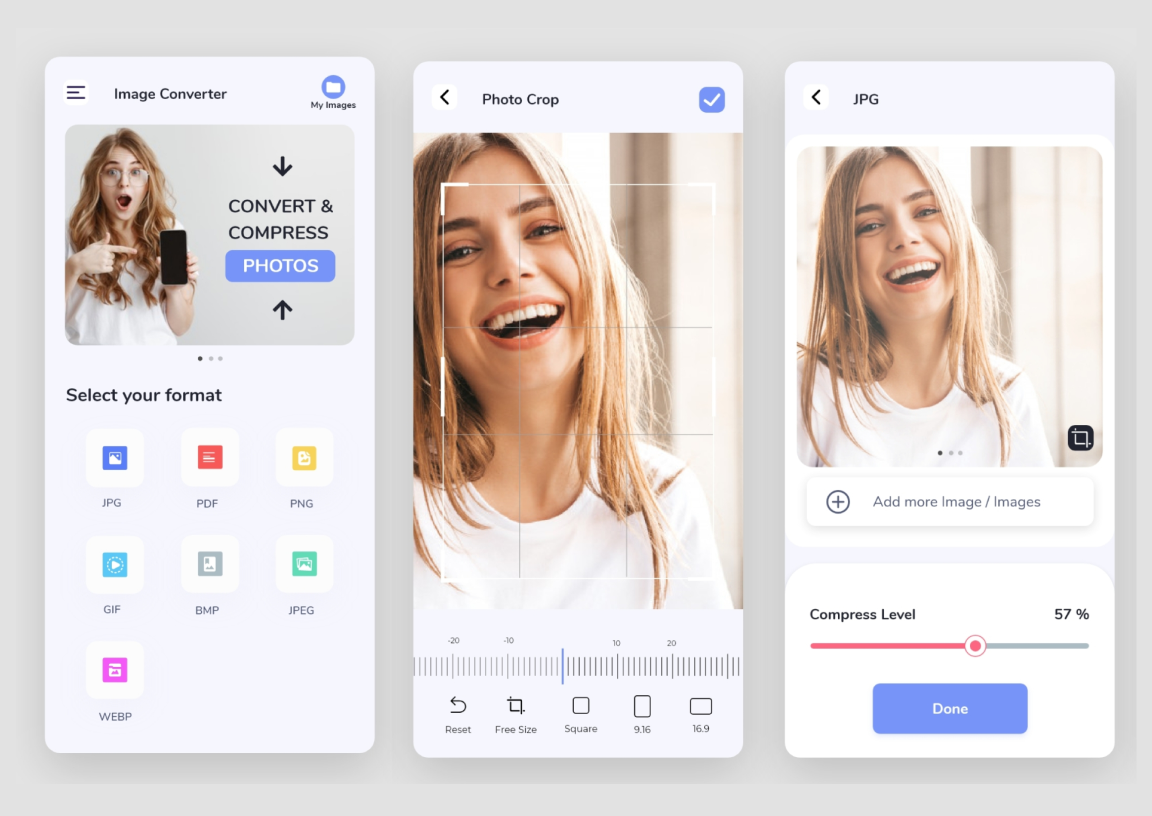 Image Converter
My Images
CONVERT &
COMPRESS
PHOTOS
Select your format
JPG PDF PNG
GIF BMP JPEG
WEBP
Photo Crop
-20 -10 10 20
Reset Free Size Square 9.16 16.9
JPG
Add more Image / Images
Compress Level 57 %
Done